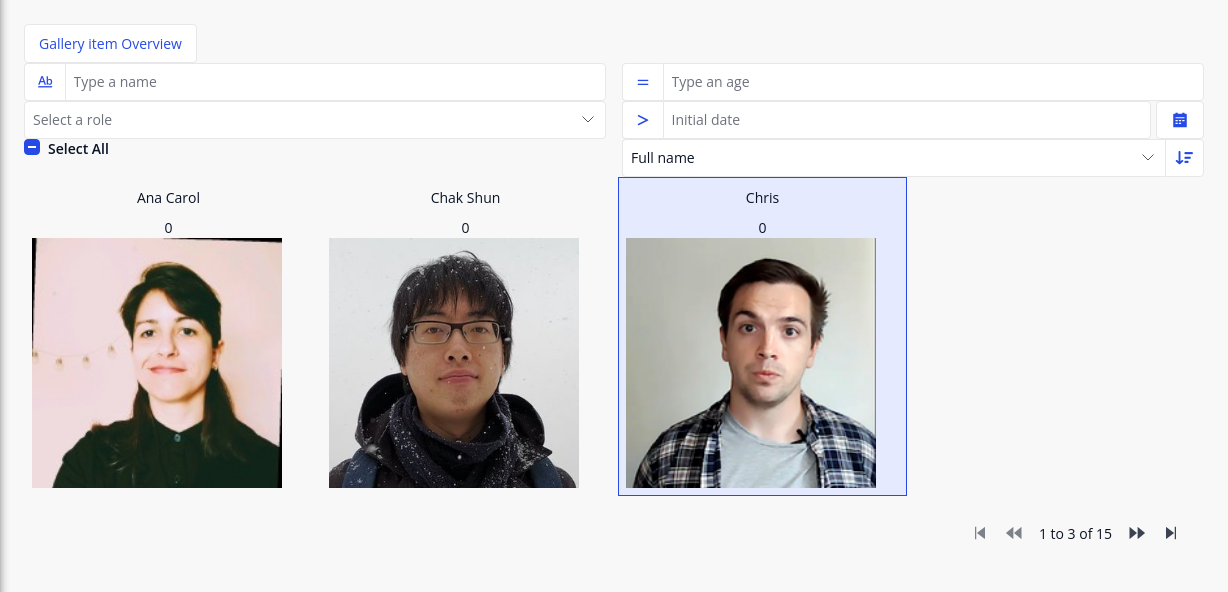 Gallery item Overview
Ab Type a name
= Type an age
Select a role
> Initial date
Select All
Full name
Ana Carol
0
Chak Shun
0
Chris
0
1 to 3 of 15